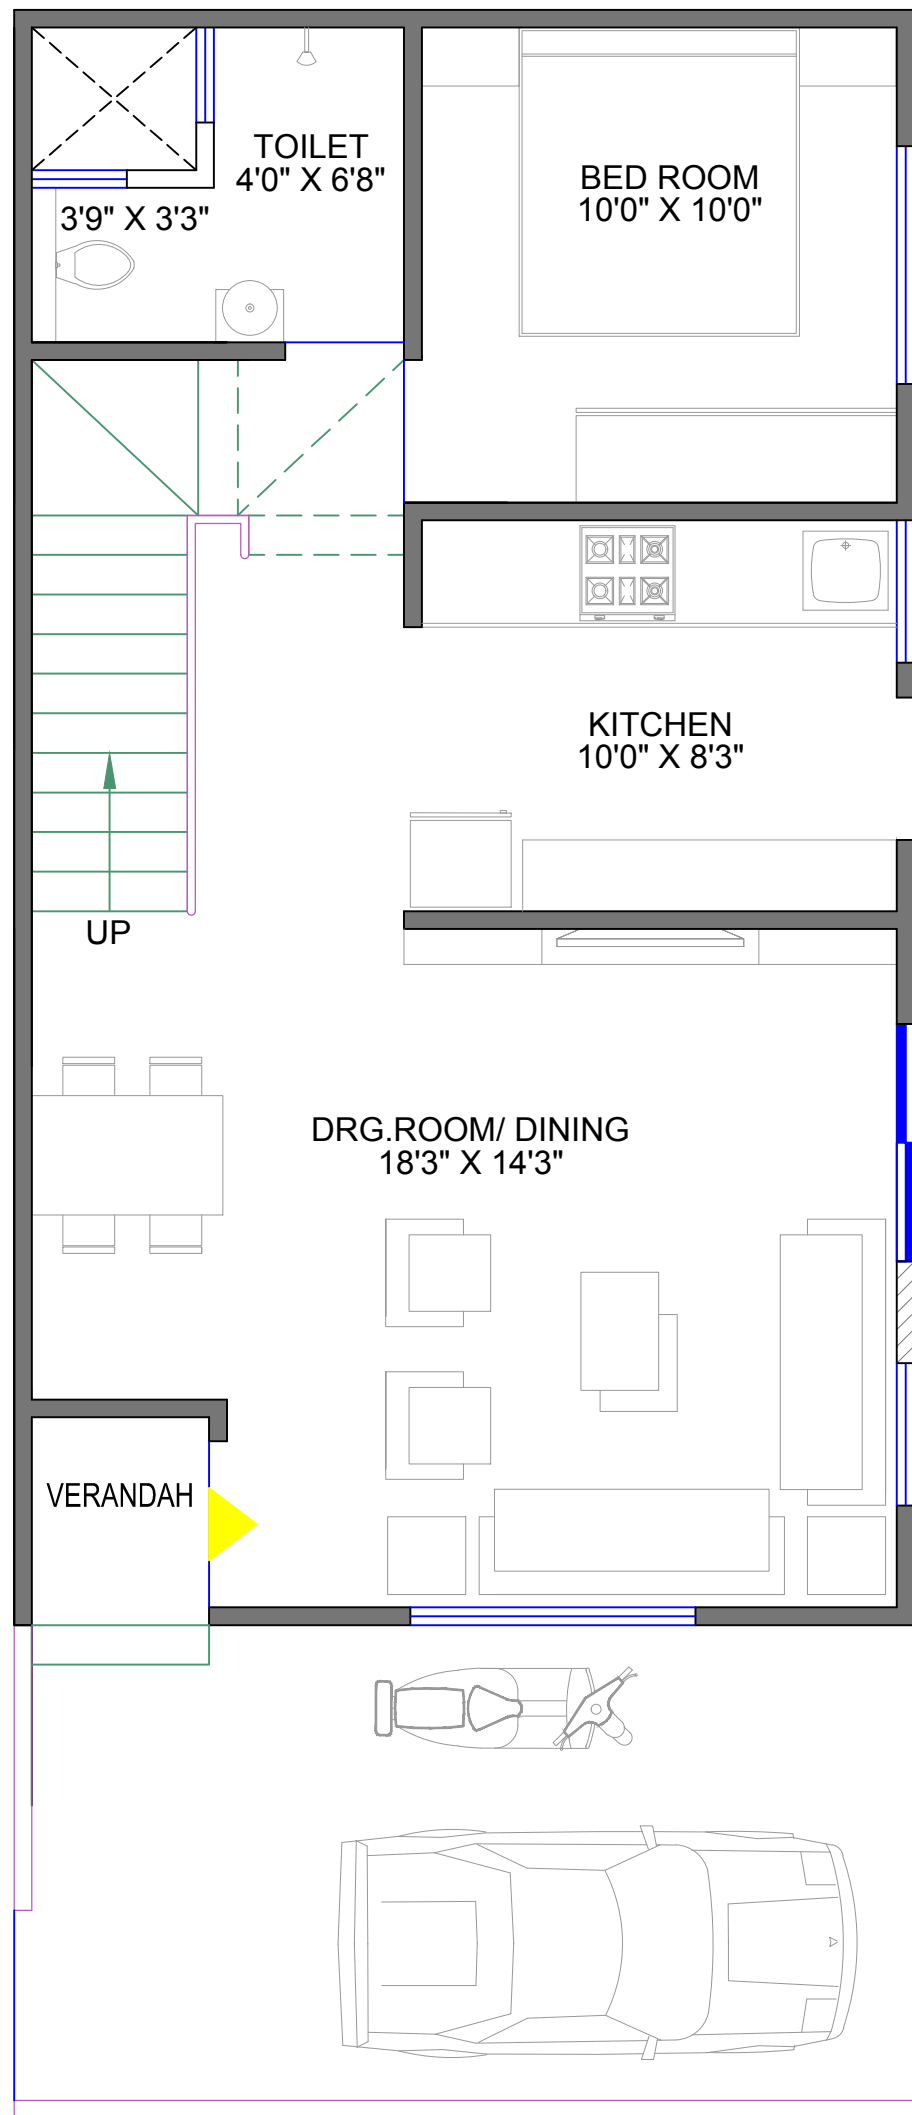 TOILET
4'0" X 6'8"
3'9" X 3'3"
BED ROOM
10'0" X 10'0"
KITCHEN
10'0" X 8'3"
UP
DRG.ROOM/ DINING
18'3" X 14'3"
VERANDAH